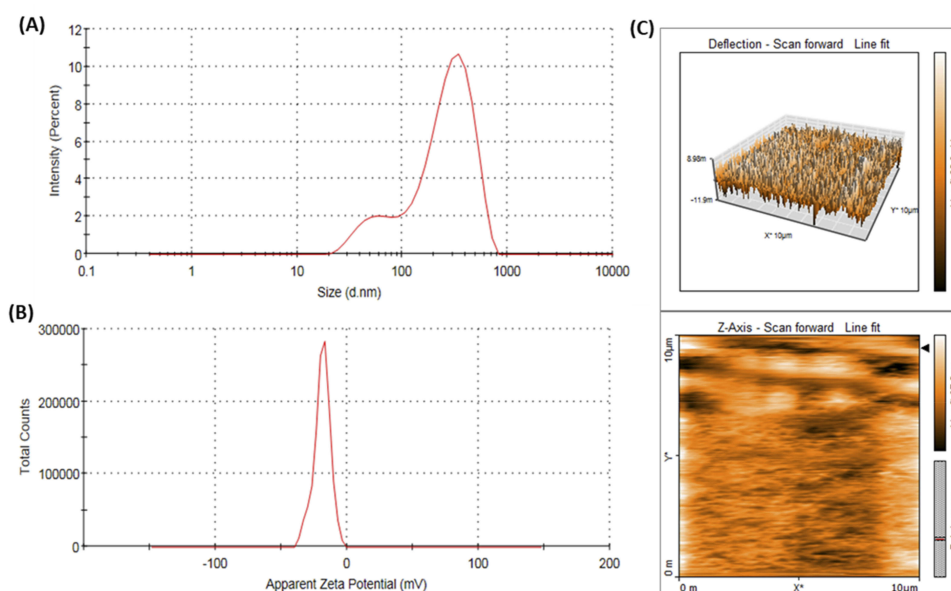 (A)
12
10
8
6
4
2
0
Intensity (Percent)
0.1 1 10 100 1000 10000
Size (d.nm)
(B)
300000
200000
100000
0
Total Counts
-100 0 100 200
Apparent Zeta Potential (mV)
(C)
Deflection - Scan forward Line fit
8.98m
-11.9m
X* 10µm
Y* 10µm
Z-Axis - Scan forward Line fit
10µm
Y*
0 m
0 m X* 10µm